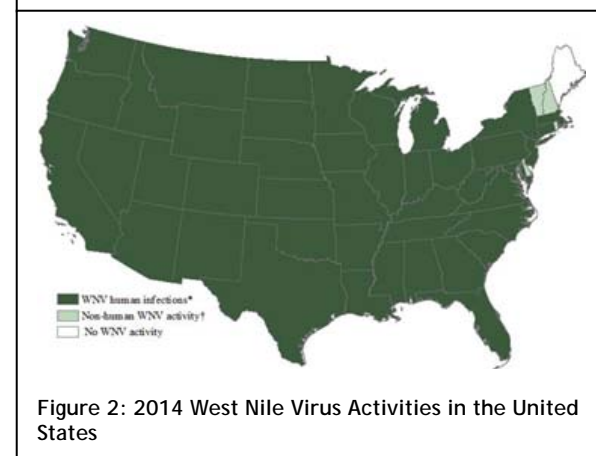 WNV human infections*
Non-human WNV activity†
No WNV activity
Figure 2: 2014 West Nile Virus Activities in the United
States